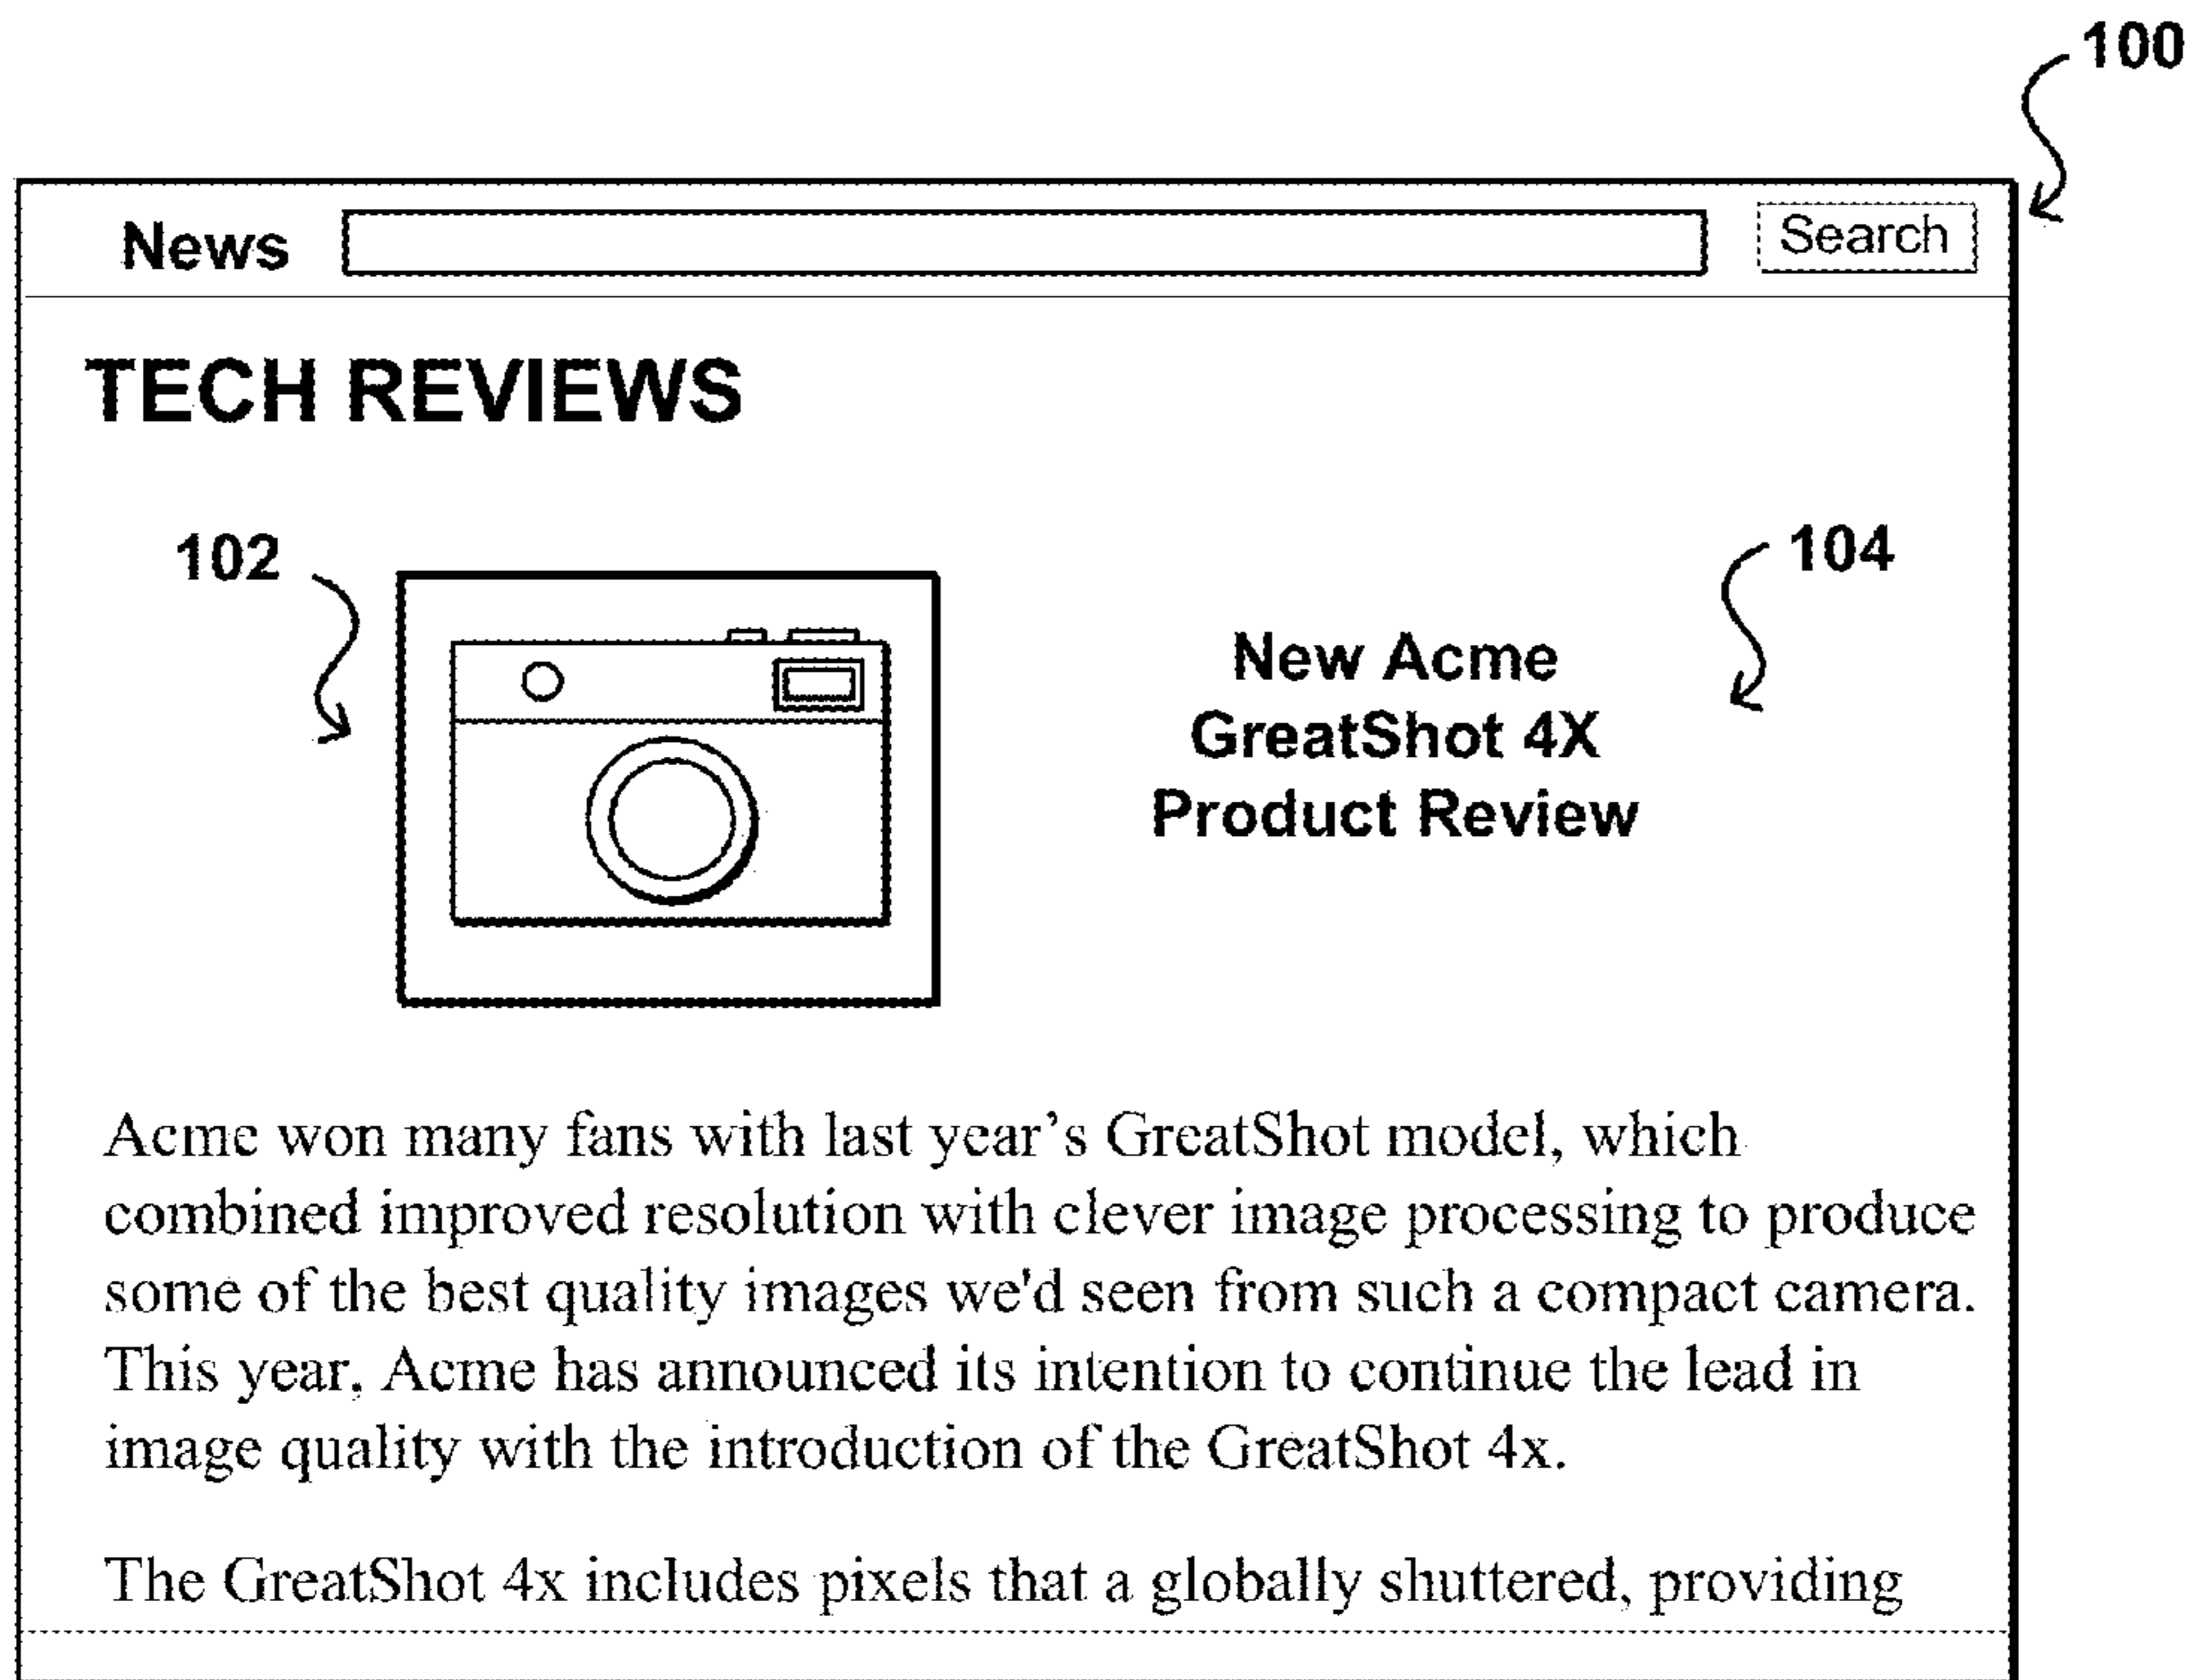 100
News Search
TECH REVIEWS
102
104
New Acme
GreatShot 4X
Product Review
Acme won many fans with last year’s GreatShot model, which
combined improved resolution with clever image processing to produce
some of the best quality images we'd seen from such a compact camera.
This year, Acme has announced its intention to continue the lead in
image quality with the introduction of the GreatShot 4x.
The GreatShot 4x includes pixels that a globally shuttered, providing